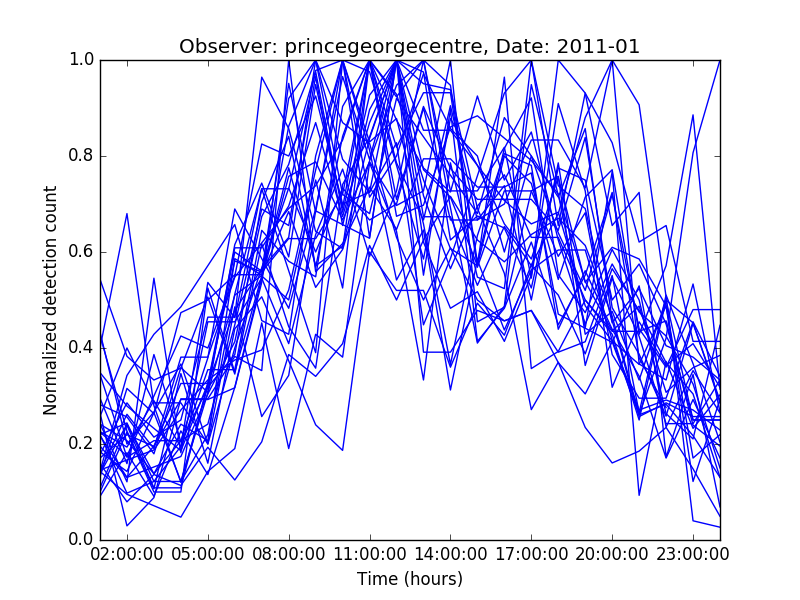 Observer: princegeorgecentre, Date: 2011-01
1.0
0.8
0.6
0.4
0.2
0.0
Normalized detection count
02:00:00 05:00:00 08:00:00 11:00:00 14:00:00 17:00:00 20:00:00 23:00:00
Time (hours)